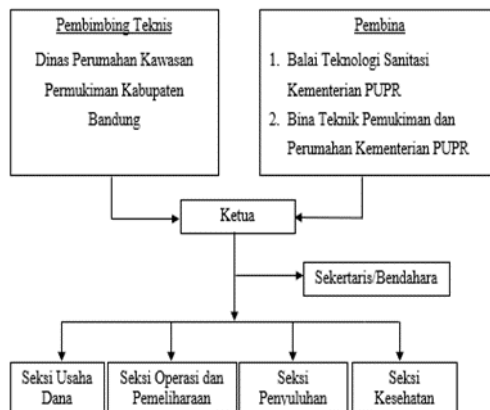 Pembimbing Teknis
Dinas Perumahan Kawasan
Permukiman Kabupaten
Bandung
Pembina
1. Balai Teknologi Sanitasi
Kementerian PUPR
2. Bina Teknik Pemukiman dan
Perumahan Kementerian PUPR
Ketua
Sekertaris/Bendahara
Seksi Usaha
Dana
Seksi Operasi dan
Pemeliharaan
Seksi
Penyuluhan
Seksi
Kesehatan